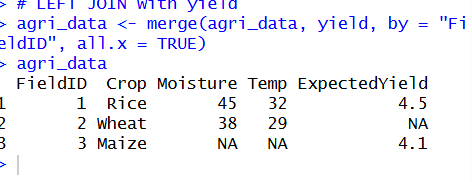 > # LEFT JOIN with yield
> agri_data <- merge(agri_data, yield, by = "Fi
eldID", all.x = TRUE)
> agri_data
  FieldID  Crop Moisture Temp ExpectedYield
1       1  Rice       45   32           4.5
2       2 Wheat       38   29            NA
3       3 Maize       NA   NA           4.1
>